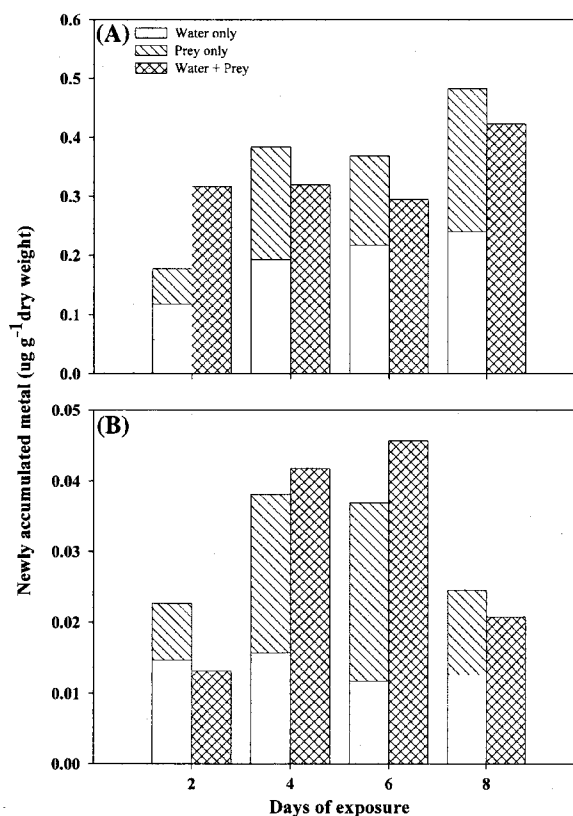 0.6
(A)
Water only
Prey only
Water + Prey
0.5
0.4
0.3
0.2
0.1
0.0
Newly accumulated metal (ug g⁻¹ dry weight)
0.05
(B)
0.04
0.03
0.02
0.01
0.00
2 4 6 8
Days of exposure